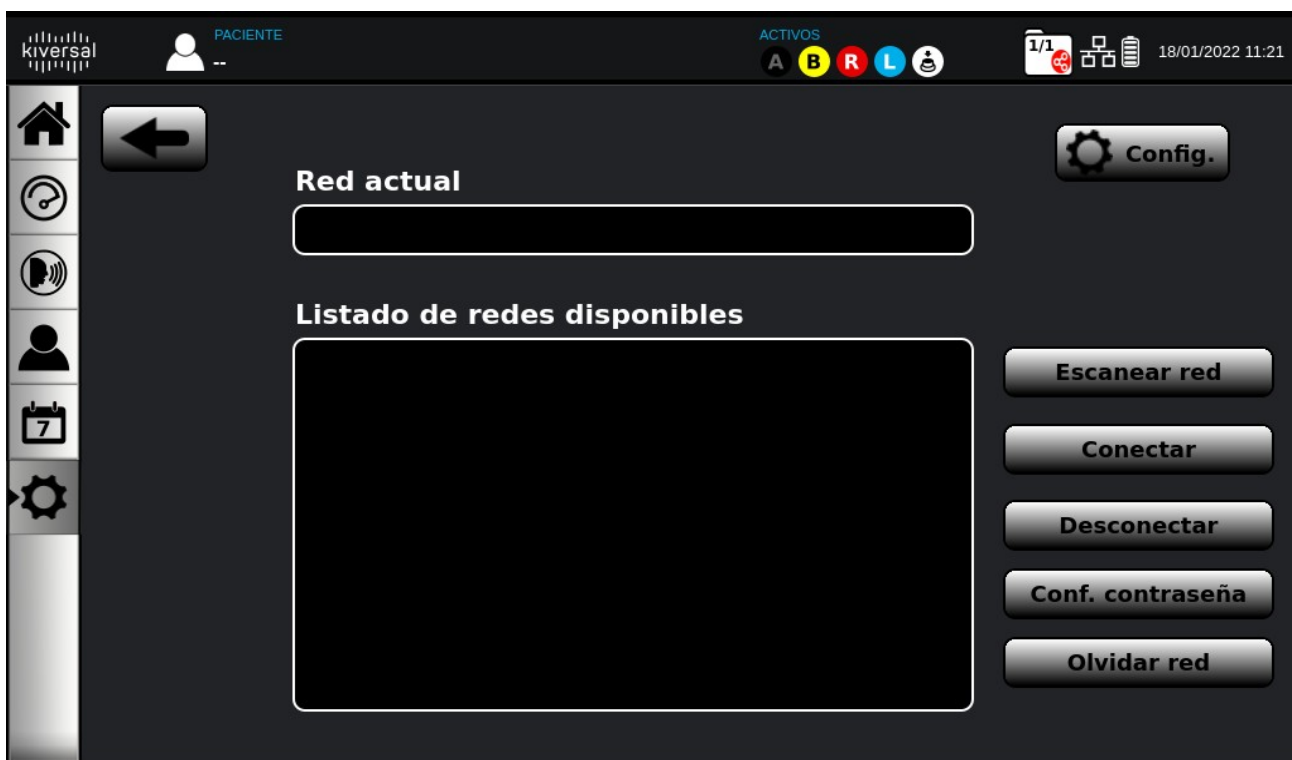 kiversal
PACIENTE
--
ACTIVOS
A B R L
1/1
18/01/2022 11:21
Config.
Red actual
7
Listado de redes disponibles
Escanear red
Conectar
Desconectar
Conf. contraseña
Olvidar red